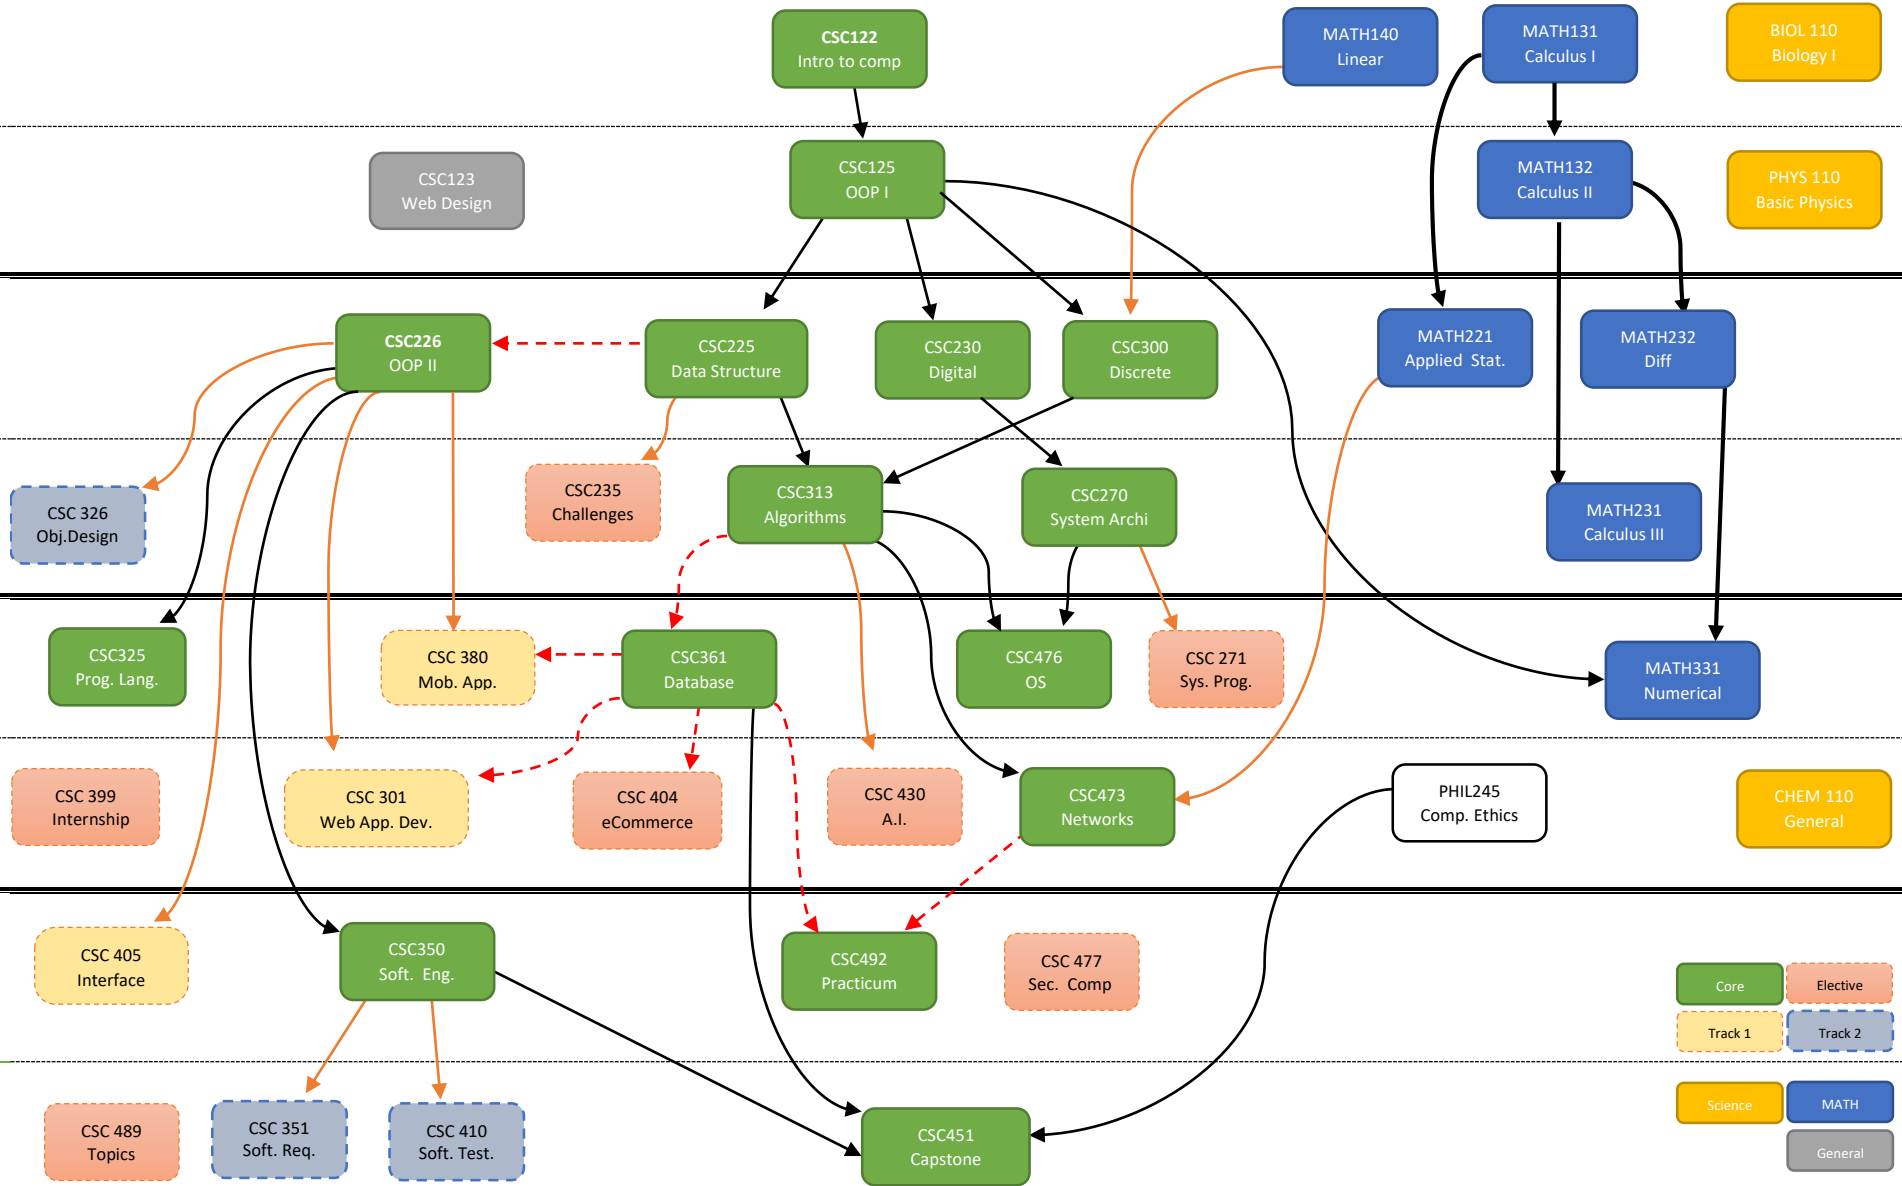 CSC122
Intro to comp
MATH140
Linear
MATH131
Calculus I
BIOL 110
Biology I
CSC123
Web Design
CSC125
OOP I
MATH132
Calculus II
PHYS 110
Basic Physics
CSC226
OOP II
CSC225
Data Structure
CSC230
Digital
CSC300
Discrete
MATH221
Applied Stat.
MATH232
Diff
CSC 326
Obj.Design
CSC235
Challenges
CSC313
Algorithms
CSC270
System Archi
MATH231
Calculus III
CSC325
Prog. Lang.
CSC 380
Mob. App.
CSC361
Database
CSC476
OS
CSC 271
Sys. Prog.
MATH331
Numerical
CSC 399
Internship
CSC 301
Web App. Dev.
CSC 404
eCommerce
CSC 430
A.I.
CSC473
Networks
PHIL245
Comp. Ethics
CHEM 110
General
CSC 405
Interface
CSC350
Soft. Eng.
CSC492
Practicum
CSC 477
Sec. Comp
Core
Elective
Track 1
Track 2
CSC 489
Topics
CSC 351
Soft. Req.
CSC 410
Soft. Test.
CSC451
Capstone
Science
MATH
General